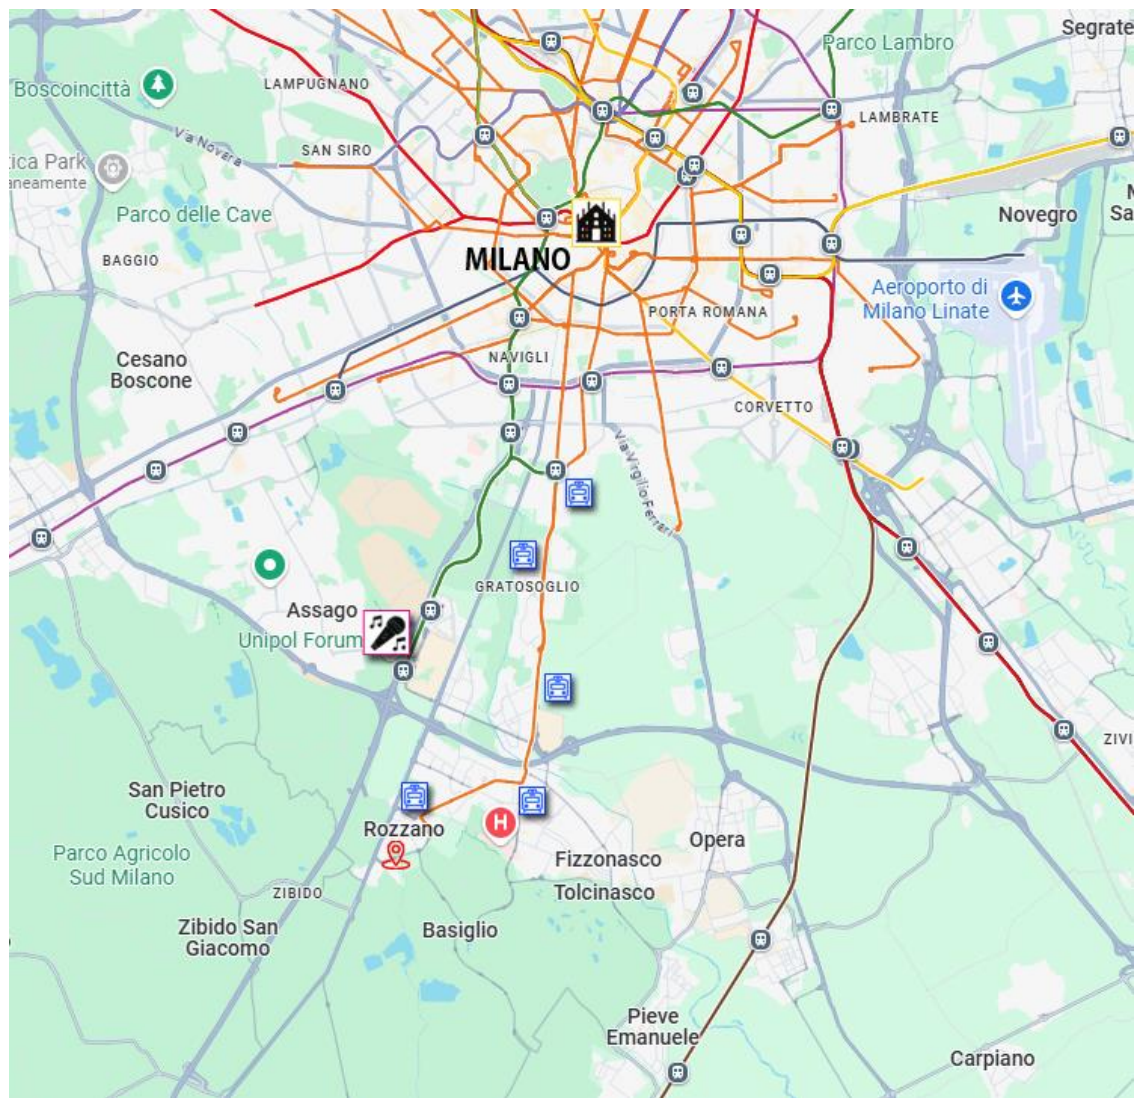 Segrate
Parco Lambro
LAMPUGNANO
Boscoincittà
LAMBRATE
Via Novara
SAN SIRO
tica Park
aneamente
Parco delle Cave
Novegro
BAGGIO
MILANO
Aeroporto di
Milano Linate
PORTA ROMANA
Cesano
Boscone
NAVIGLI
CORVETTO
Via Virgilio Ferrari
GRATOSOGLIO
Assago
Unipol Forum
ZIVI
San Pietro
Cusico
H
Rozzano
Opera
Parco Agricolo
Sud Milano
Fizzonasco
Tolcinasco
ZIBIDO
Zibido San
Giacomo
Basiglio
Pieve
Emanuele
Carpiano